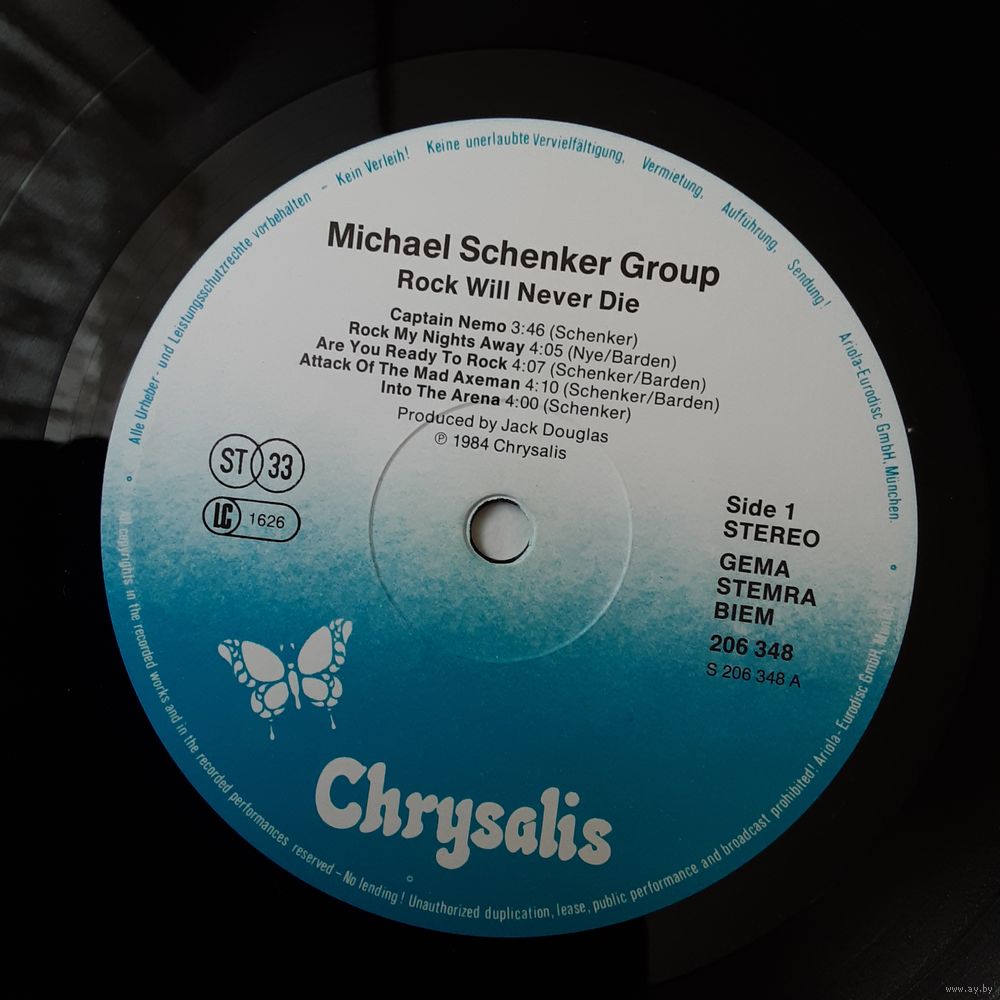 Alle Urheber- und Leistungsschutzrechte vorbehalten - Kein Verleih! Keine unerlaubte Vervielfältigung, Vermietung, Aufführung, Sendung! Ariola-Eurodisc GmbH, München.
Michael Schenker Group
Rock Will Never Die
Captain Nemo 3:46 (Schenker)
Rock My Nights Away 4:05 (Nye/Barden)
Are You Ready To Rock 4:07 (Schenker/Barden)
Attack Of The Mad Axeman 4:10 (Schenker/Barden)
Into The Arena 4:00 (Schenker)
Produced by Jack Douglas
℗ 1984 Chrysalis
ST 33
LC 1626
Side 1
STEREO
GEMA
STEMRA
BIEM
206 348
S 206 348 A
Chrysalis
All copyrights in the recorded works and in the recorded performances reserved - No lending! Unauthorized duplication, lease, public performance and broadcast prohibited! Ariola-Eurodisc GmbH,
www.ay.by